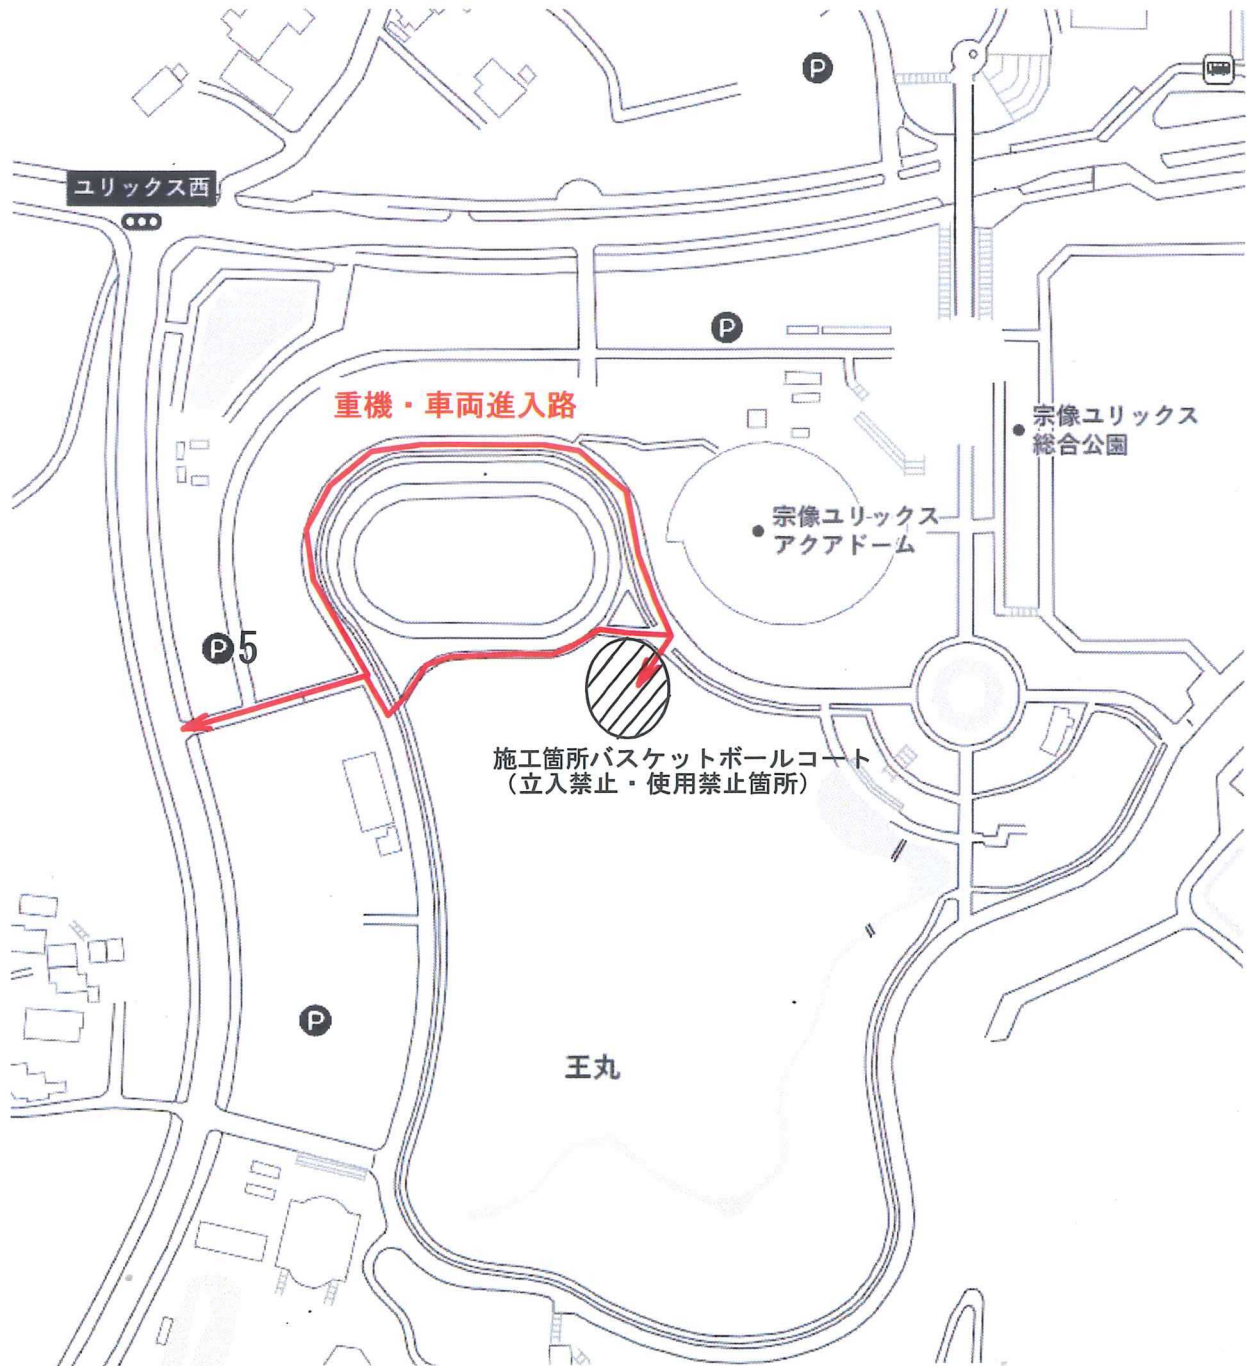 P
ユリックス西
P
重機・車両進入路
宗像ユリックス
総合公園
宗像ユリックス
アクアドーム
P5
施工箇所バスケットボールコート
（立入禁止・使用禁止箇所）
P
王丸